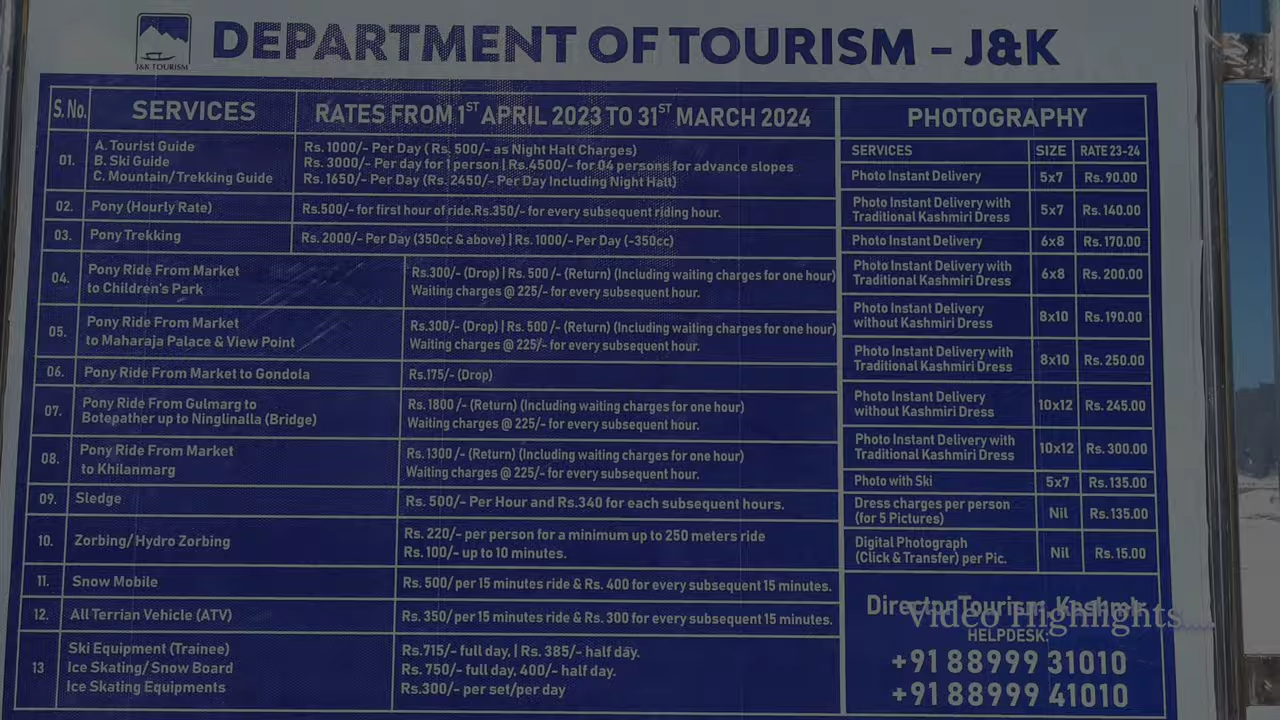 J&K TOURISM
DEPARTMENT OF TOURISM - J&K
S. No. SERVICES RATES FROM 1ST APRIL 2023 TO 31ST MARCH 2024
01. A. Tourist Guide Rs. 1000/- Per Day ( Rs. 500/- as Night Halt Charges)
B. Ski Guide Rs. 3000/- Per day for 1 person | Rs.4500/- for 04 persons for advance slopes
C. Mountain/Trekking Guide Rs. 1650/- Per Day (Rs. 2450/- Per Day Including Night Halt)
02. Pony (Hourly Rate) Rs.500/- for first hour of ride.Rs.350/- for every subsequent riding hour.
03. Pony Trekking Rs. 2000/- Per Day (350cc & above) | Rs. 1000/- Per Day (-350cc)
04. Pony Ride From Market Rs.300/- (Drop) | Rs. 500 /- (Return) (Including waiting charges for one hour)
to Children's Park Waiting charges @ 225/- for every subsequent hour.
05. Pony Ride From Market Rs.300/- (Drop) | Rs. 500 /- (Return) (Including waiting charges for one hour)
to Maharaja Palace & View Point Waiting charges @ 225/- for every subsequent hour.
06. Pony Ride From Market to Gondola Rs.175/- (Drop)
07. Pony Ride From Gulmarg to Rs. 1800 /- (Return) (Including waiting charges for one hour)
Botepather up to Ninglinalla (Bridge) Waiting charges @ 225/- for every subsequent hour.
08. Pony Ride From Market Rs. 1300 /- (Return) (Including waiting charges for one hour)
to Khilanmarg Waiting charges @ 225/- for every subsequent hour.
09. Sledge Rs. 500/- Per Hour and Rs.340 for each subsequent hours.
10. Zorbing/ Hydro Zorbing Rs. 220/- per person for a minimum up to 250 meters ride
Rs. 100/- up to 10 minutes.
11. Snow Mobile Rs. 500/ per 15 minutes ride & Rs. 400 for every subsequent 15 minutes.
12. All Terrian Vehicle (ATV) Rs. 350/ per 15 minutes ride & Rs. 300 for every subsequent 15 minutes.
13 Ski Equipment (Trainee) Rs.715/- full day, | Rs. 385/- half day.
Ice Skating/ Snow Board Rs. 750/- full day, 400/- half day.
Ice Skating Equipments Rs.300/- per set/per day
PHOTOGRAPHY
SERVICES SIZE RATE 23-24
Photo Instant Delivery 5x7 Rs. 90.00
Photo Instant Delivery with
Traditional Kashmiri Dress 5x7 Rs. 140.00
Photo Instant Delivery 6x8 Rs. 170.00
Photo Instant Delivery with
Traditional Kashmiri Dress 6x8 Rs. 200.00
Photo Instant Delivery
without Kashmiri Dress 8x10 Rs. 190.00
Photo Instant Delivery with
Traditional Kashmiri Dress 8x10 Rs. 250.00
Photo Instant Delivery
without Kashmiri Dress 10x12 Rs. 245.00
Photo Instant Delivery with
Traditional Kashmiri Dress 10x12 Rs. 300.00
Photo with Ski 5x7 Rs. 135.00
Dress charges per person
(for 5 Pictures) Nil Rs. 135.00
Digital Photograph
(Click & Transfer) per Pic. Nil Rs. 15.00
Director Tourism, Kashmir
Video Highlights....
HELPDESK:
+91 88999 31010
+91 88999 41010